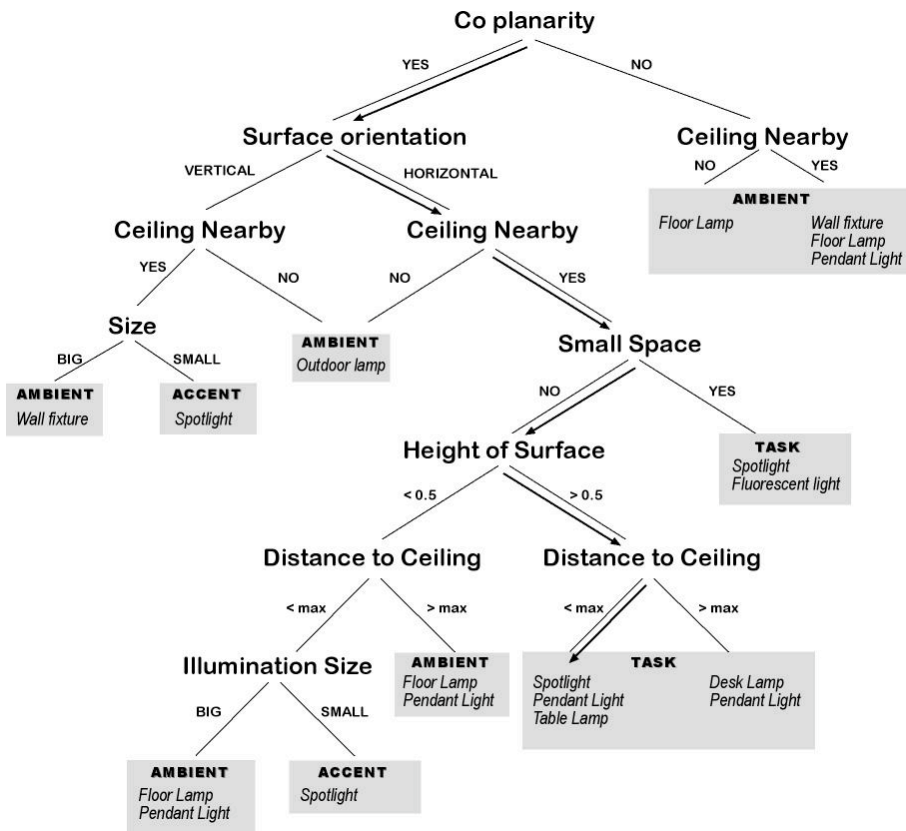 Co planarity
YES
NO
Surface orientation
Ceiling Nearby
VERTICAL
HORIZONTAL
NO
YES
AMBIENT
Floor Lamp
Wall fixture
Floor Lamp
Pendant Light
Ceiling Nearby
Ceiling Nearby
YES
NO
NO
YES
Size
AMBIENT
Outdoor lamp
Small Space
BIG
SMALL
NO
YES
AMBIENT
Wall fixture
ACCENT
Spotlight
Height of Surface
TASK
Spotlight
Fluorescent light
< 0.5
> 0.5
Distance to Ceiling
Distance to Ceiling
< max
> max
< max
> max
Illumination Size
AMBIENT
Floor Lamp
Pendant Light
TASK
Spotlight
Pendant Light
Table Lamp
Desk Lamp
Pendant Light
BIG
SMALL
AMBIENT
Floor Lamp
Pendant Light
ACCENT
Spotlight